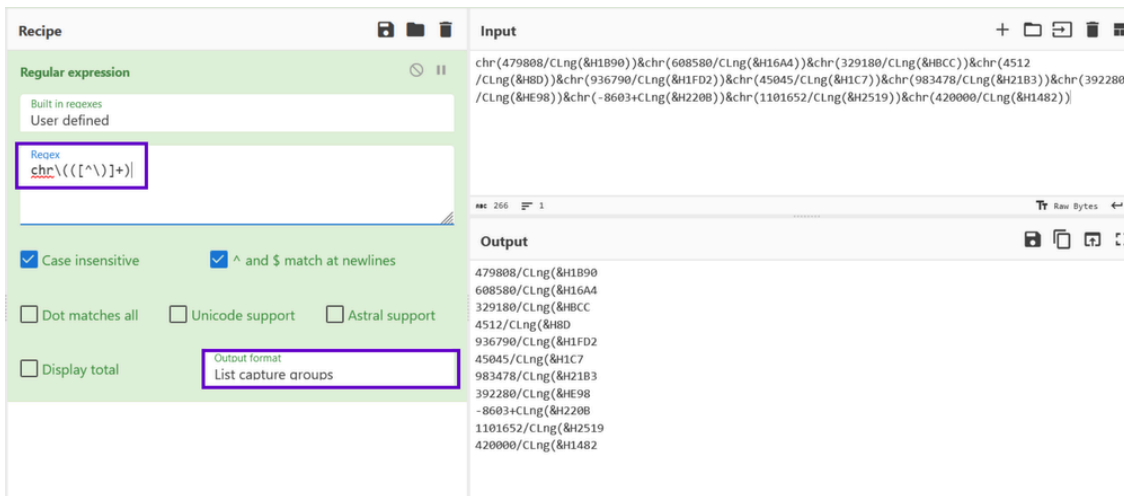 Recipe
Regular expression
Built in regexes
User defined
Regex
chr\(([^\)]+)
Case insensitive
^ and $ match at newlines
Dot matches all
Unicode support
Astral support
Display total
Output format
List capture groups
Input
chr(479808/CLng(&H1B90))&chr(608580/CLng(&H16A4))&chr(329180/CLng(&HBCC))&chr(4512
/CLng(&H8D))&chr(936790/CLng(&H1FD2))&chr(45045/CLng(&H1C7))&chr(983478/CLng(&H21B3))&chr(392280
/CLng(&HE98))&chr(-8603+CLng(&H220B))&chr(1101652/CLng(&H2519))&chr(420000/CLng(&H1482))
ABC 266 1
TT Raw Bytes
Output
479808/CLng(&H1B90
608580/CLng(&H16A4
329180/CLng(&HBCC
4512/CLng(&H8D
936790/CLng(&H1FD2
45045/CLng(&H1C7
983478/CLng(&H21B3
392280/CLng(&HE98
-8603+CLng(&H220B
1101652/CLng(&H2519
420000/CLng(&H1482